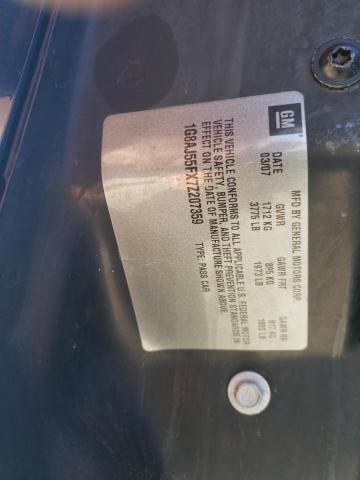 GM
MFD BY GENERAL MOTORS CORP
DATE GVWR GAWR FRT GAWR RR
03/07 1712 KG 895 KG 817 KG
3775 LB 1973 LB 1802 LB
THIS VEHICLE CONFORMS TO ALL APPLICABLE U.S. FEDERAL MOTOR
VEHICLE SAFETY, BUMPER, AND THEFT PREVENTION STANDARDS IN
EFFECT ON THE DATE OF MANUFACTURE SHOWN ABOVE.
1G8AJ55FX7Z207359 TYPE: PASS CAR